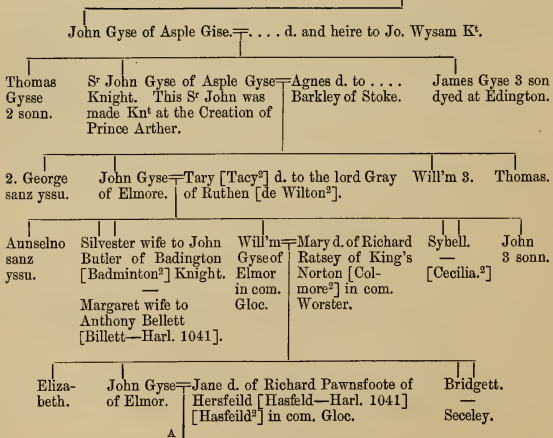 John Gyse of Asple Gise.=. . . . d. and heire to Jo. Wysam Kᵗ.
Thomas
Gysse
2 sonn.
Sʳ John Gyse of Asple Gyse=Agnes d. to . . . .
Knight. This Sʳ John was
made Knᵗ at the Creation of
Prince Arther.
Barkley of Stoke.
James Gyse 3 son
dyed at Edington.
2. George
sanz yssu.
John Gyse=Tary [Tacy²] d. to the lord Gray
of Elmore.
of Ruthen [de Wilton²].
Will'm 3.
Thomas.
Aunselno
sanz
yssu.
Silvester wife to John
Butler of Badington
[Badminton²] Knight.
—
Margaret wife to
Anthony Bellett
[Billett—Harl. 1041].
Will'm=Mary d. of Richard
Gyse of
Elmor
in com.
Gloc.
Ratsey of King's
Norton [Col-
more²] in com.
Worster.
Sybell.
—
[Cecilia.²]
John
3 sonn.
Eliza-
beth.
John Gyse=Jane d. of Richard Pawnsfoote of
of Elmor.
Hersfeild [Hasfeld—Harl. 1041]
[Hasfeild²] in com. Gloc.
Bridgett.
—
Seceley.
A